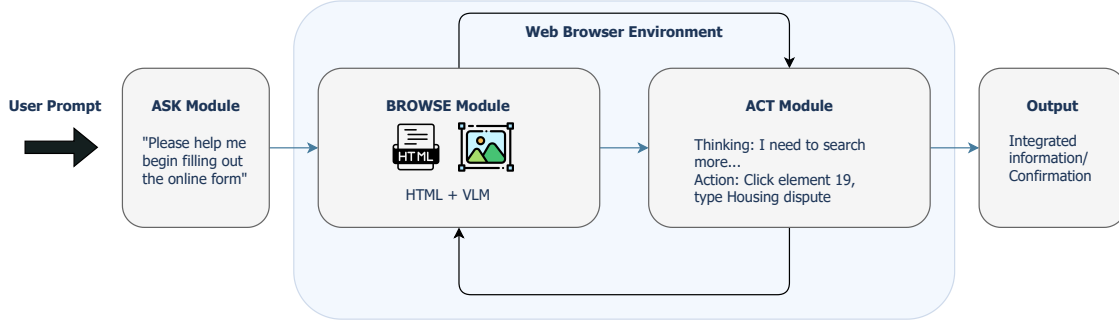 Web Browser Environment
User Prompt
ASK Module
"Please help me
begin filling out
the online form"
BROWSE Module
HTML
HTML + VLM
ACT Module
Thinking: I need to search
more...
Action: Click element 19,
type Housing dispute
Output
Integrated
information/
Confirmation